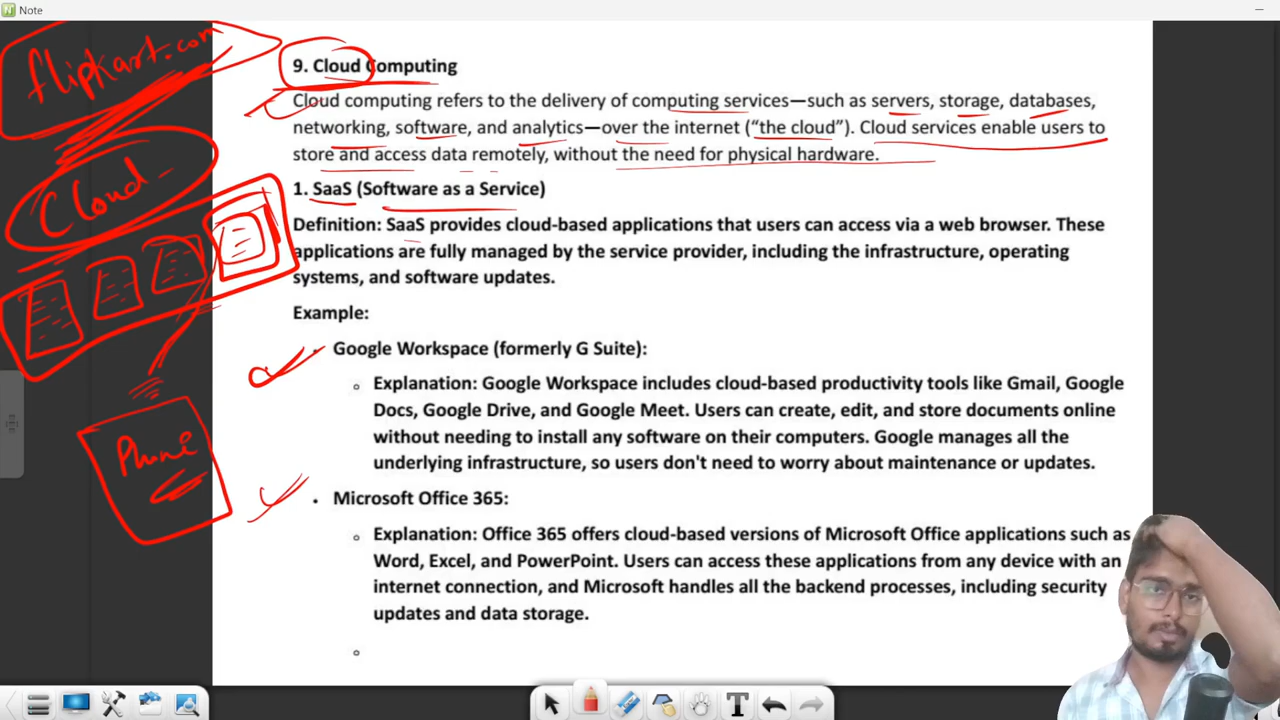 Note
flipkart.com
Cloud
Phone
9. Cloud Computing
Cloud computing refers to the delivery of computing services—such as servers, storage, databases,
networking, software, and analytics—over the internet (“the cloud”). Cloud services enable users to
store and access data remotely, without the need for physical hardware.
1. SaaS (Software as a Service)
Definition: SaaS provides cloud-based applications that users can access via a web browser. These
applications are fully managed by the service provider, including the infrastructure, operating
systems, and software updates.
Example:
Google Workspace (formerly G Suite):
Explanation: Google Workspace includes cloud-based productivity tools like Gmail, Google
Docs, Google Drive, and Google Meet. Users can create, edit, and store documents online
without needing to install any software on their computers. Google manages all the
underlying infrastructure, so users don't need to worry about maintenance or updates.
Microsoft Office 365:
Explanation: Office 365 offers cloud-based versions of Microsoft Office applications such as
Word, Excel, and PowerPoint. Users can access these applications from any device with an
internet connection, and Microsoft handles all the backend processes, including security
updates and data storage.